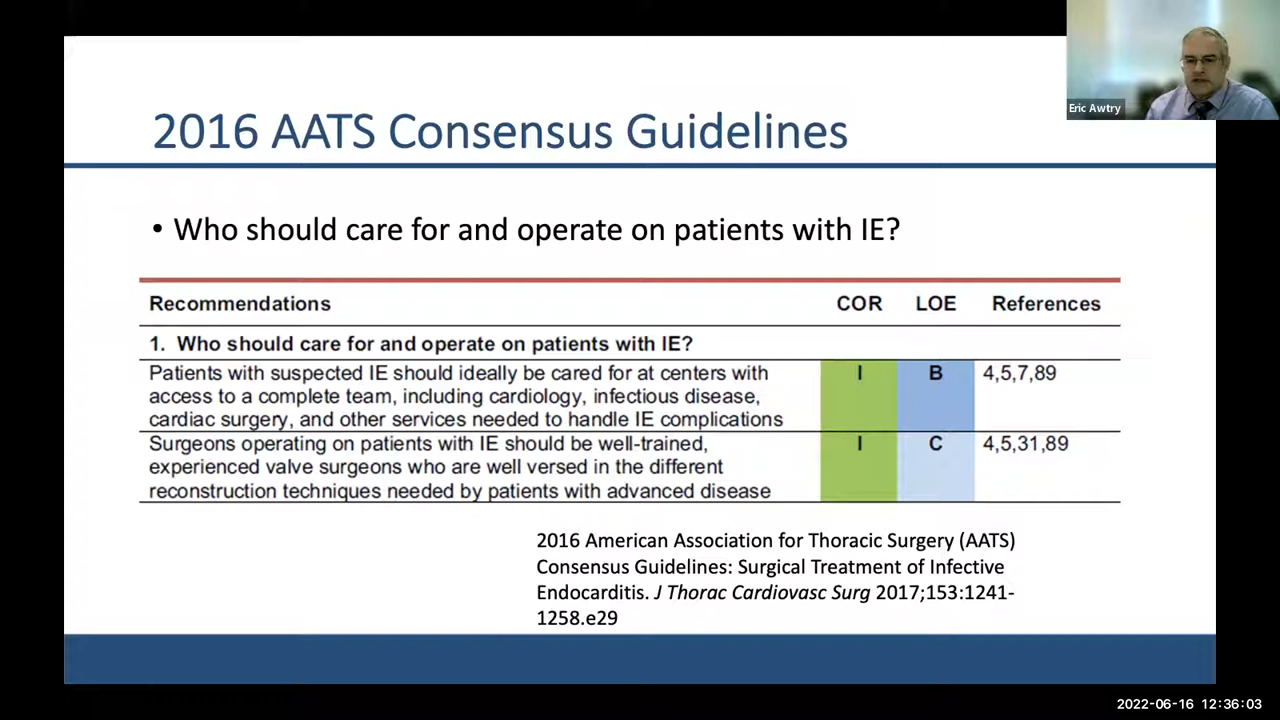 Eric Awtry
2016 AATS Consensus Guidelines
• Who should care for and operate on patients with IE?
Recommendations COR LOE References
1. Who should care for and operate on patients with IE?
Patients with suspected IE should ideally be cared for at centers with I B 4,5,7,89
access to a complete team, including cardiology, infectious disease,
cardiac surgery, and other services needed to handle IE complications
Surgeons operating on patients with IE should be well-trained, I C 4,5,31,89
experienced valve surgeons who are well versed in the different
reconstruction techniques needed by patients with advanced disease
2016 American Association for Thoracic Surgery (AATS)
Consensus Guidelines: Surgical Treatment of Infective
Endocarditis. J Thorac Cardiovasc Surg 2017;153:1241-
1258.e29
2022-06-16 12:36:03